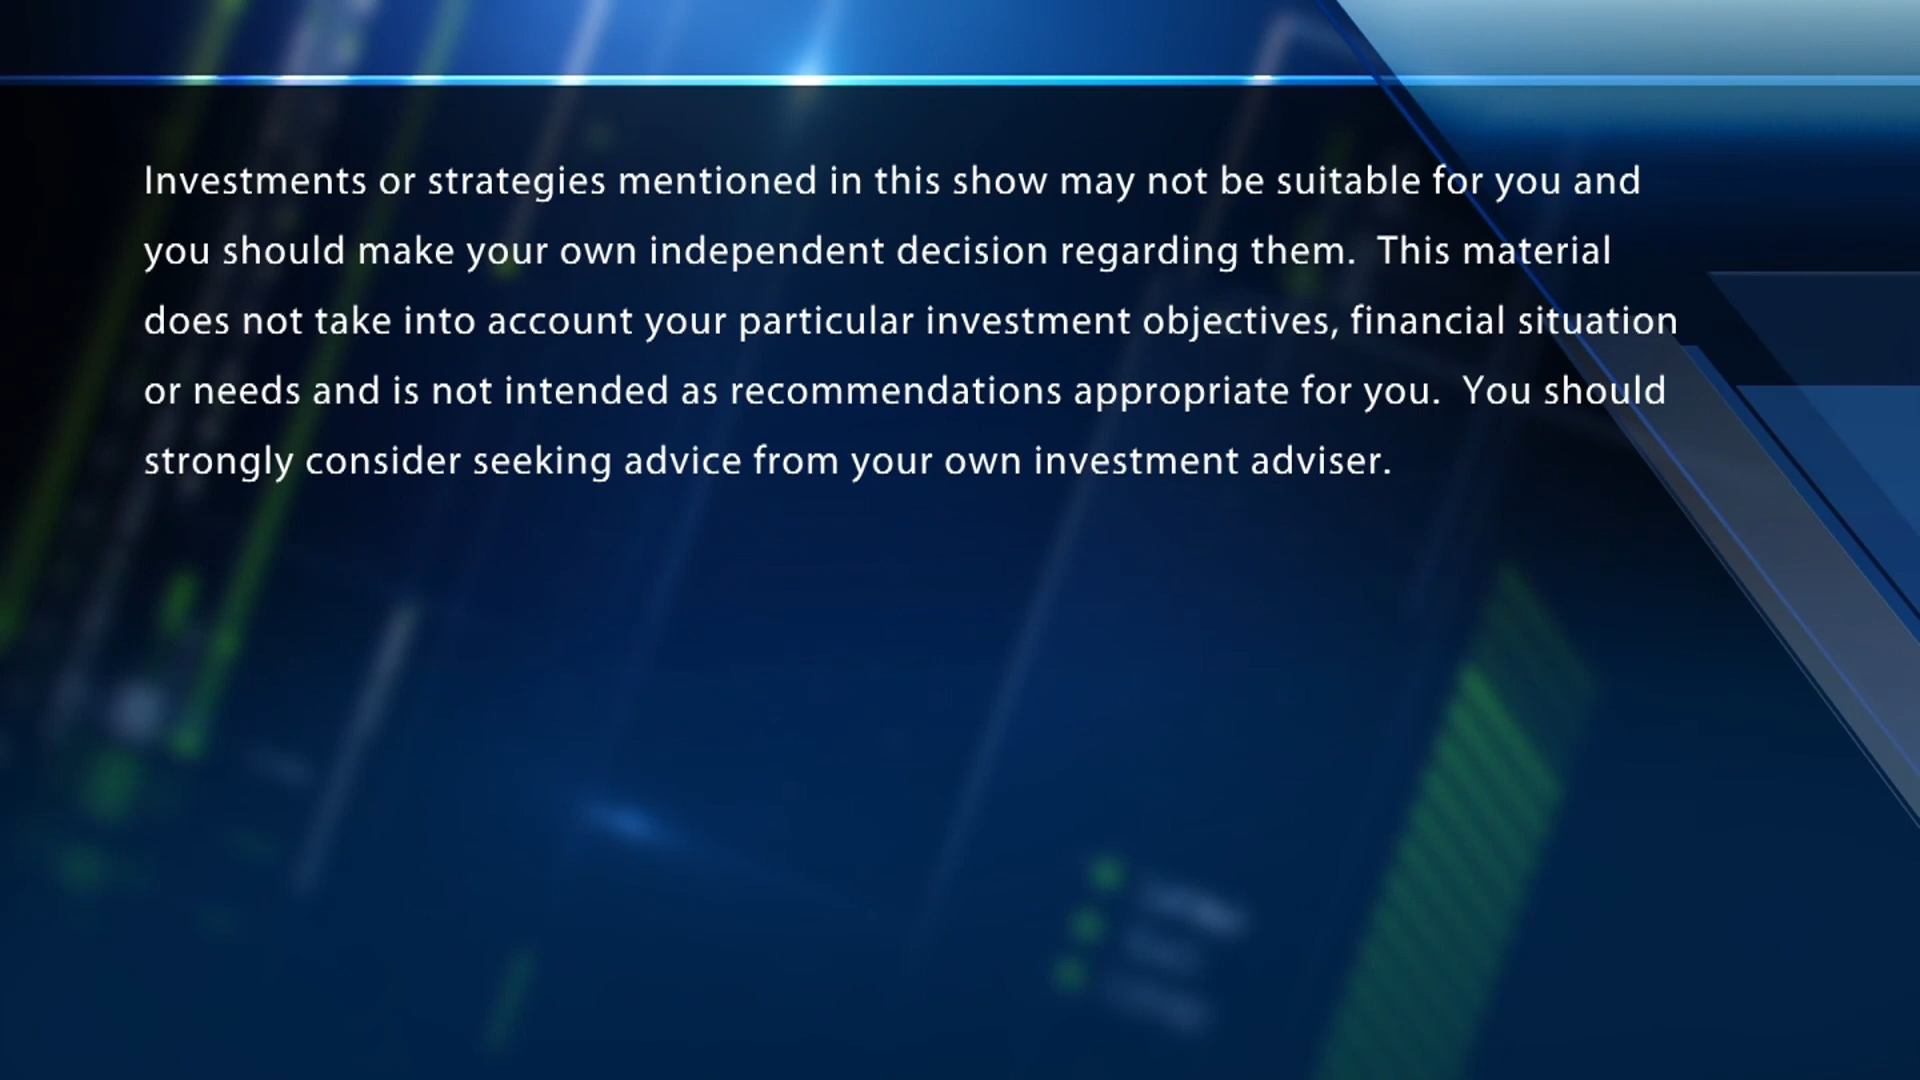 Investments or strategies mentioned in this show may not be suitable for you and
you should make your own independent decision regarding them.  This material
does not take into account your particular investment objectives, financial situation
or needs and is not intended as recommendations appropriate for you.  You should
strongly consider seeking advice from your own investment adviser.